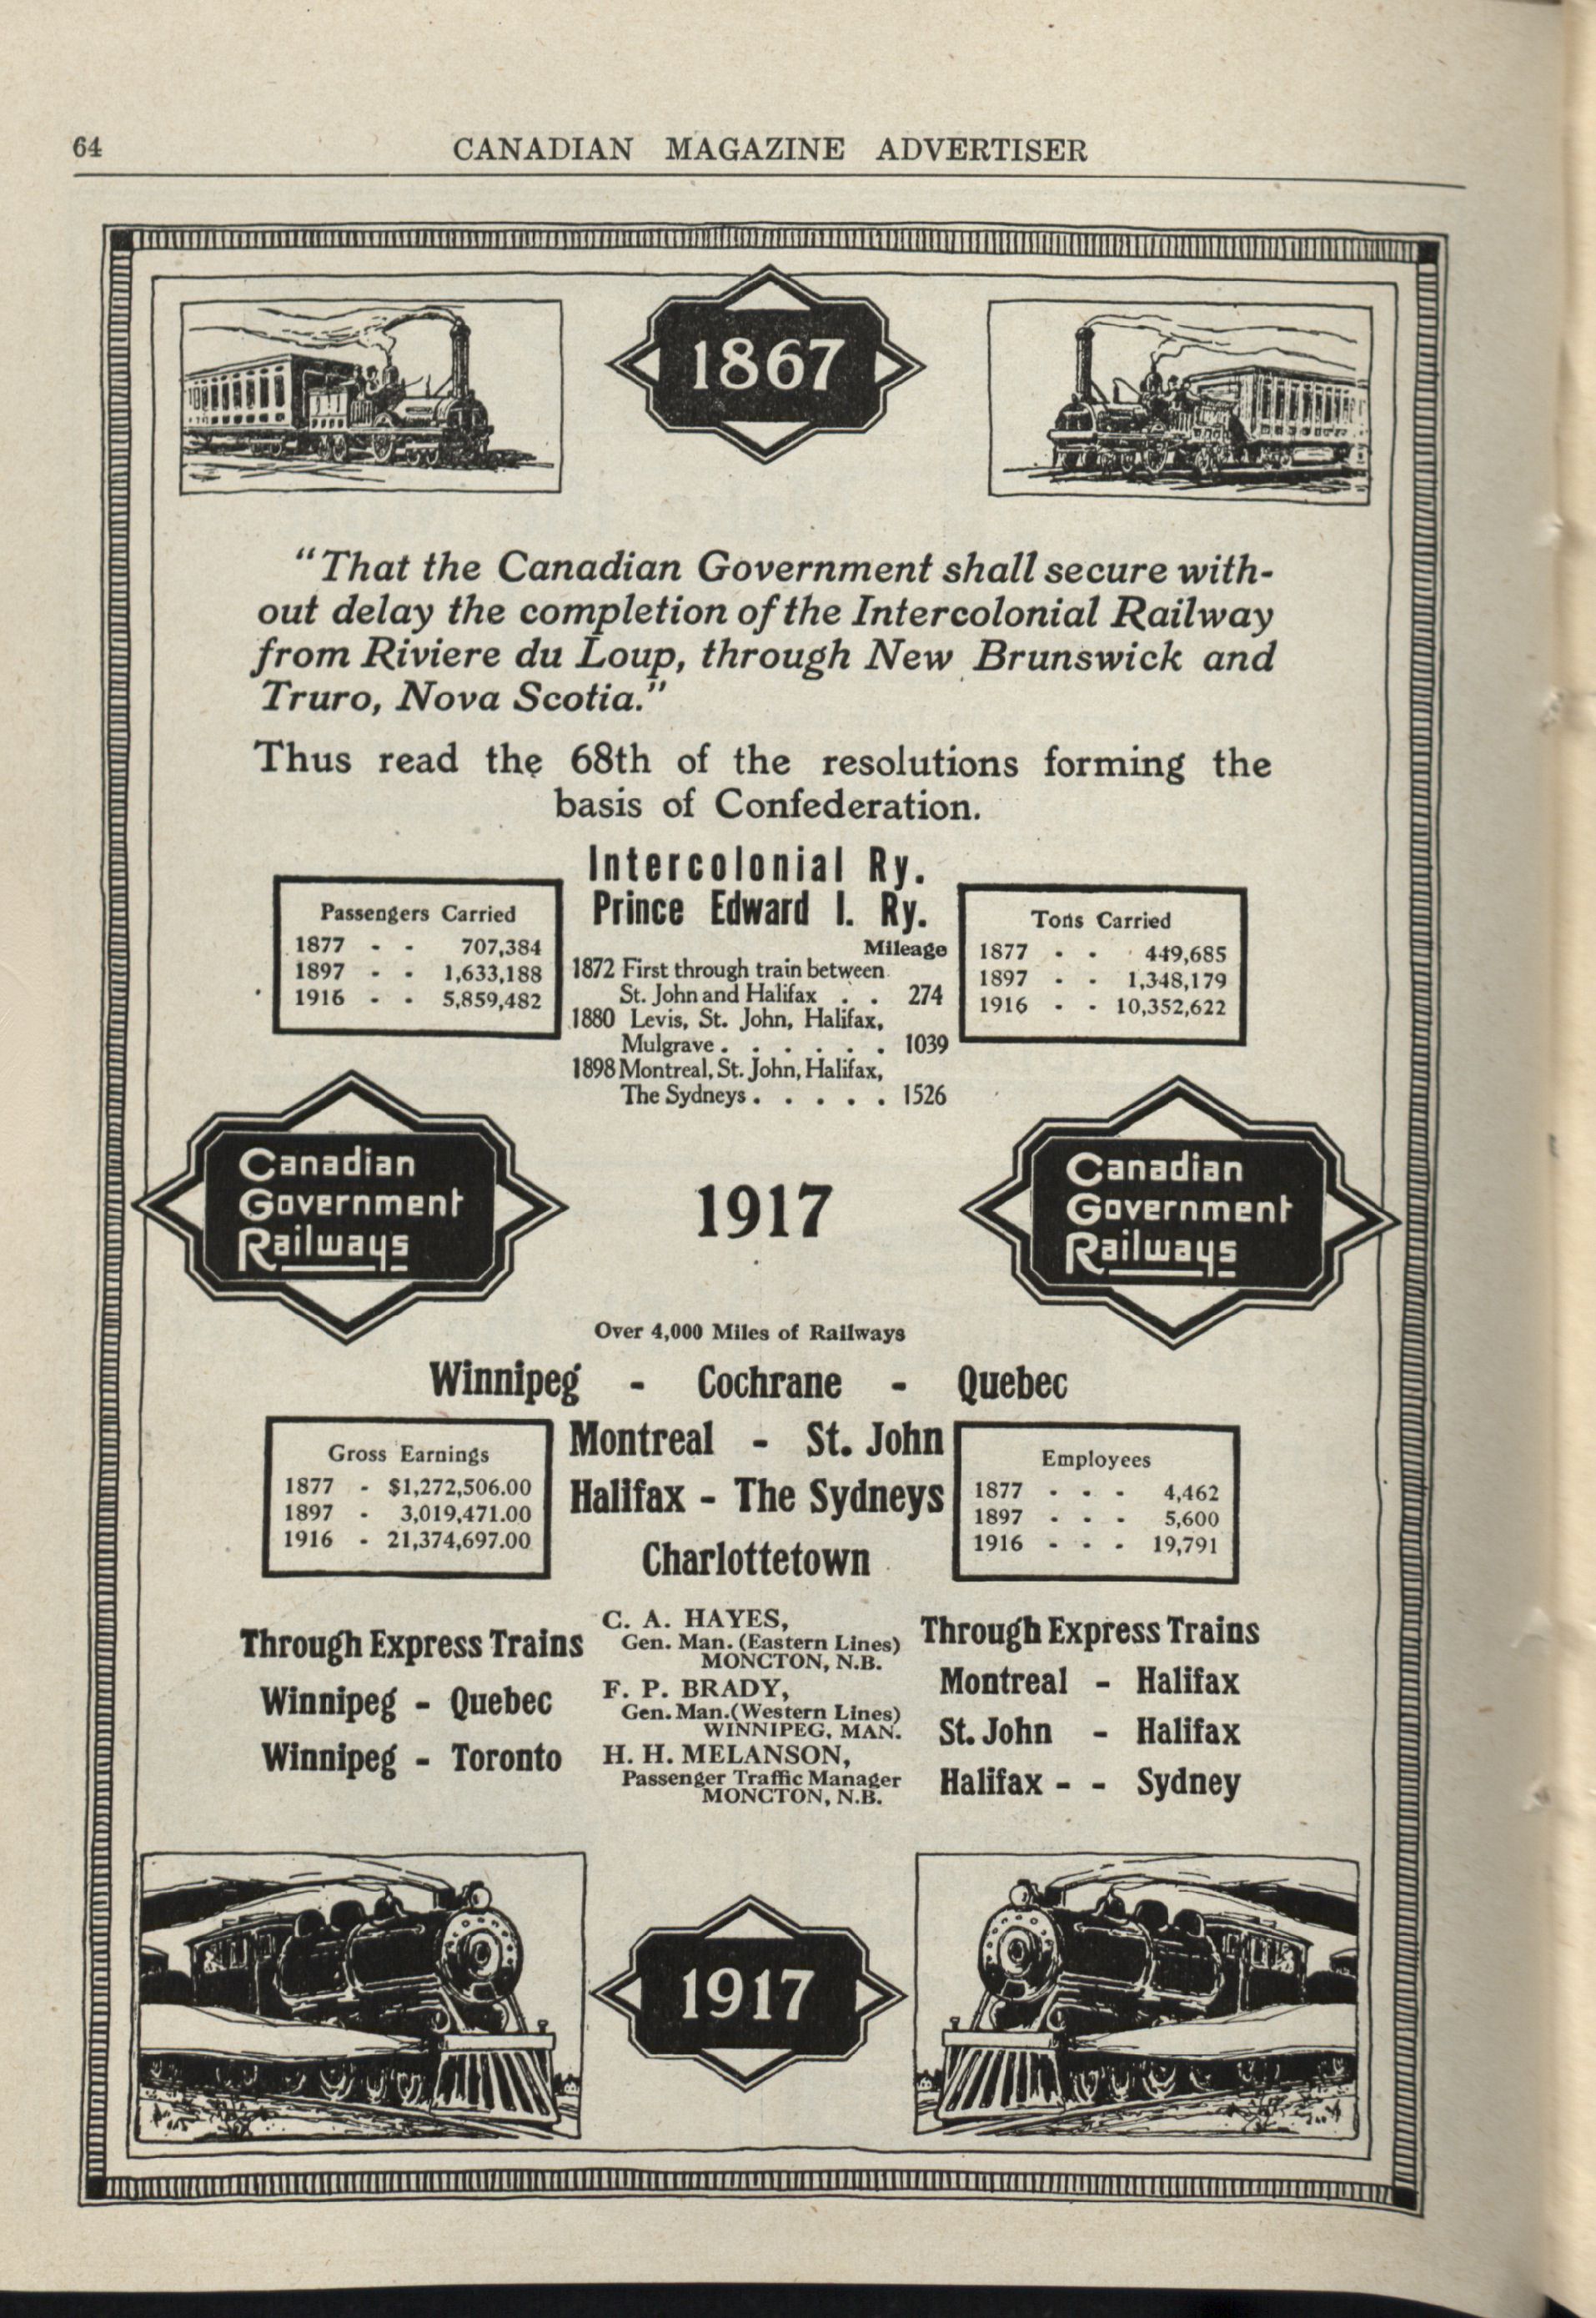 64
CANADIAN MAGAZINE ADVERTISER
1867
"That the Canadian Government shall secure with-
out delay the completion of the Intercolonial Railway
from Riviere du Loup, through New Brunswick and
Truro, Nova Scotia."
Thus read the 68th of the resolutions forming the
basis of Confederation.
Passengers Carried
1877 - - 707,384
1897 - - 1,633,188
1916 - - 5,859,482
Intercolonial Ry.
Prince Edward I. Ry.
Mileage
1872 First through train between
St. John and Halifax . . 274
1880 Levis, St. John, Halifax,
Mulgrave . . . . . . 1039
1898 Montreal, St. John, Halifax,
The Sydneys . . . . . 1526
Tons Carried
1877 - - 449,685
1897 - - 1,348,179
1916 - - 10,352,622
Canadian
Government
Railways
1917
Canadian
Government
Railways
Over 4,000 Miles of Railways
Winnipeg - Cochrane - Quebec
Montreal - St. John
Halifax - The Sydneys
Charlottetown
Gross Earnings
1877 - $1,272,506.00
1897 - 3,019,471.00
1916 - 21,374,697.00
Employees
1877 - - - 4,462
1897 - - - 5,600
1916 - - - 19,791
Through Express Trains
Winnipeg - Quebec
Winnipeg - Toronto
C. A. HAYES,
Gen. Man. (Eastern Lines)
MONCTON, N.B.
F. P. BRADY,
Gen. Man. (Western Lines)
WINNIPEG, MAN.
H. H. MELANSON,
Passenger Traffic Manager
MONCTON, N.B.
Through Express Trains
Montreal - Halifax
St. John - Halifax
Halifax - - Sydney
1917